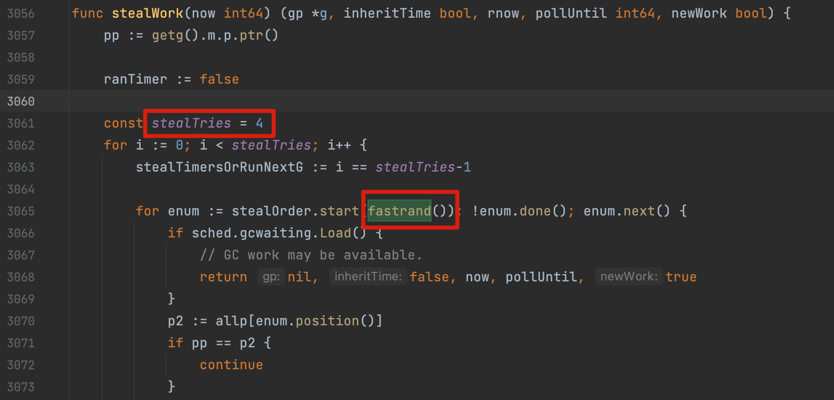 3056 func stealWork(now int64) (gp *g, inheritTime bool, rnow, pollUntil int64, newWork bool) {
3057 pp := getg().m.p.ptr()
3058
3059 ranTimer := false
3060
3061 const stealTries = 4
3062 for i := 0; i < stealTries; i++ {
3063 stealTimersOrRunNextG := i == stealTries-1
3064
3065 for enum := stealOrder.start(fastrand()); !enum.done(); enum.next() {
3066 if sched.gcwaiting.Load() {
3067 // GC work may be available.
3068 return gp: nil, inheritTime: false, now, pollUntil, newWork: true
3069 }
3070 p2 := allp[enum.position()]
3071 if pp == p2 {
3072 continue
3073 }